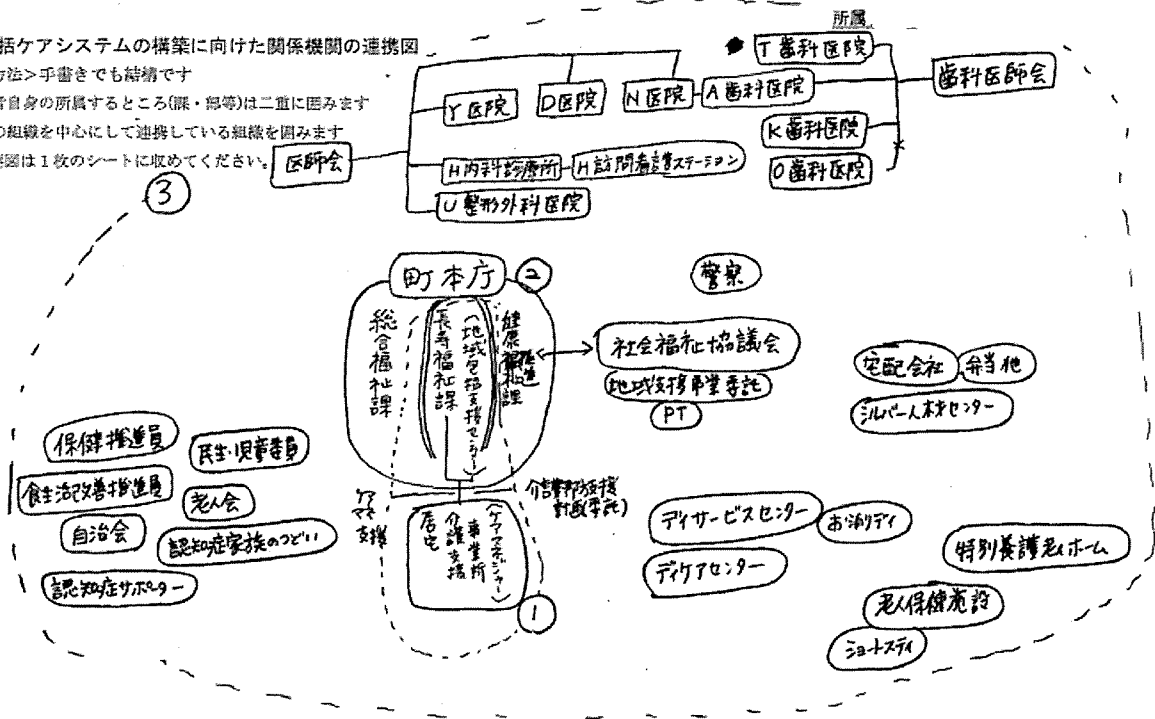 括ケアシステムの構築に向けた関係機関の連携図
方法>手書きでも結構です
者自身の所属するところ(課・部等)は二重に囲みます
の組織を中心にして連携している組織を囲みます
図は1枚のシートに収めてください。
所属
T歯科医院
歯科医師会
Y医院
D医院
N医院
A歯科医院
K歯科医院
O歯科医院
医師会
H内科診療所
H訪問看護ステーション
U整形外科医院
③
町本庁
②
総合福祉課
長寿福祉課
(地域包括支援センター)
健康福祉課
推進
警察
社会福祉協議会
地域支援事業委託
PT
宅配会社
弁当他
シルバー人材センター
保健推進員
民生・児童委員
食生活改善推進員
老人会
自治会
認知症家族のつどい
認知症サポーター
ケアマネ支援
計画委託)
居宅
介護支援
事業所
(ケアマネジャー)
①
デイサービスセンター
お泊りデイ
デイケアセンター
特別養護老人ホーム
老人保健施設
ショートステイ